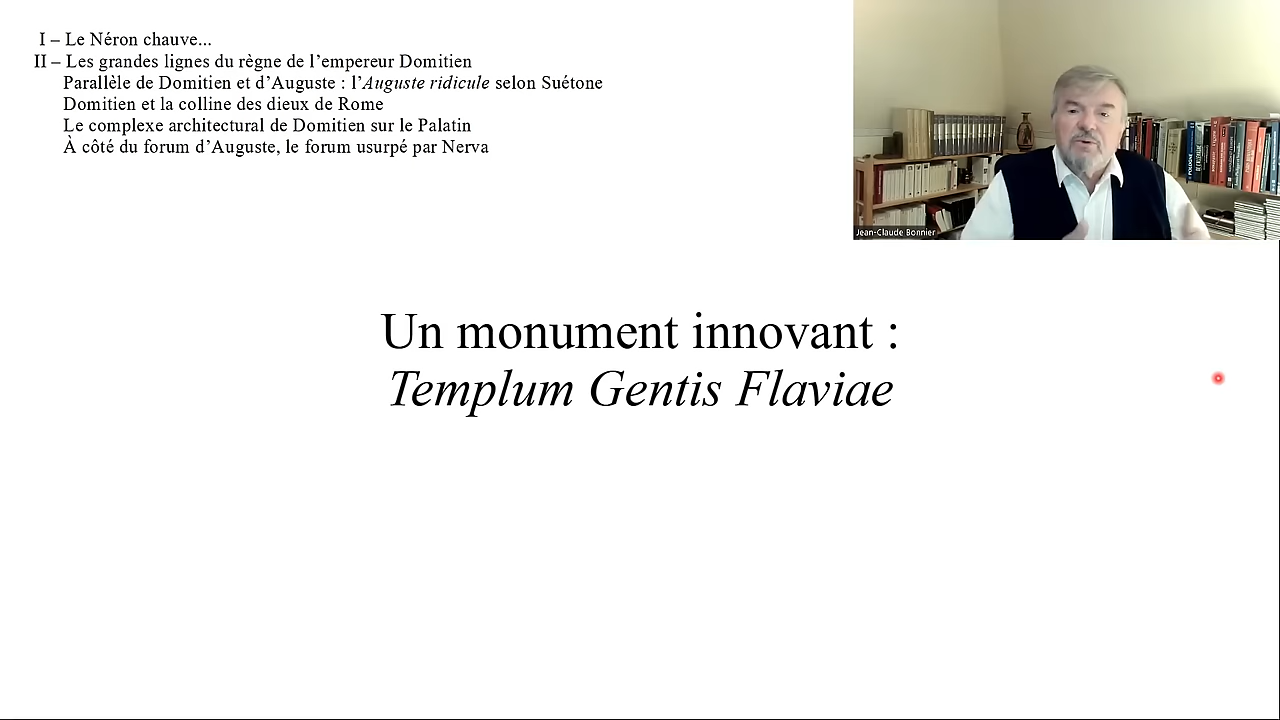 I – Le Néron chauve...
II – Les grandes lignes du règne de l’empereur Domitien
Parallèle de Domitien et d’Auguste : l’Auguste ridicule selon Suétone
Domitien et la colline des dieux de Rome
Le complexe architectural de Domitien sur le Palatin
À côté du forum d’Auguste, le forum usurpé par Nerva
Jean-Claude Bonnier
Un monument innovant :
Templum Gentis Flaviae